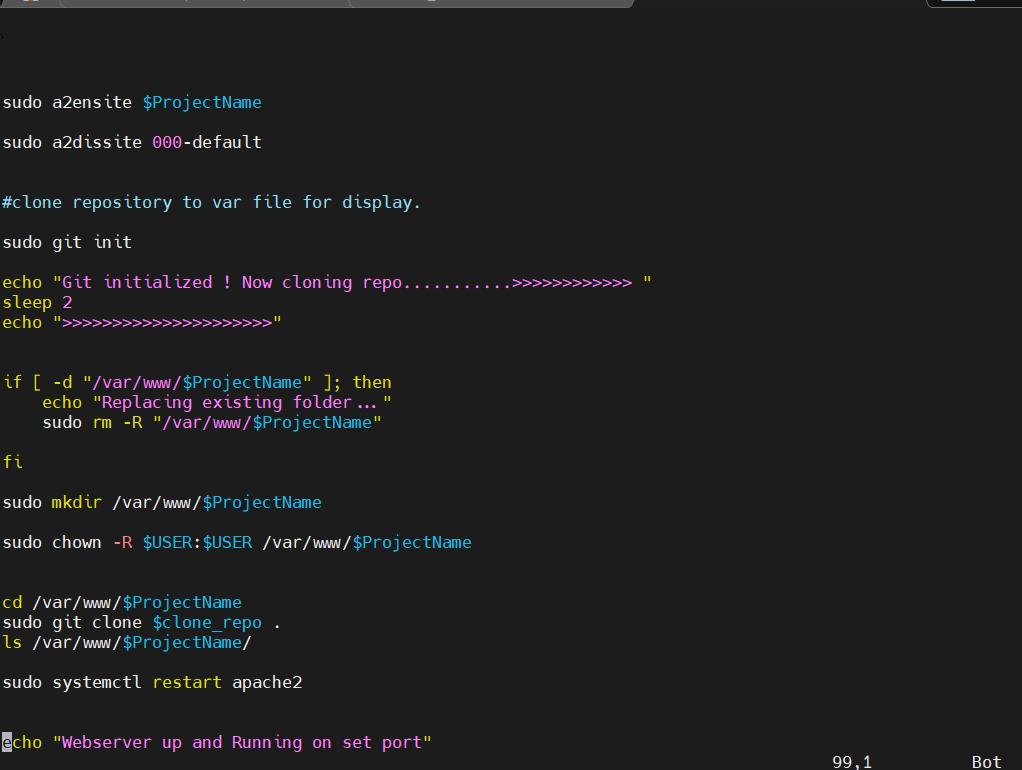 sudo a2ensite $ProjectName
sudo a2dissite 000-default
#clone repository to var file for display.
sudo git init
echo "Git initialized ! Now cloning repo...........>>>>>>>>>>>> "
sleep 2
echo ">>>>>>>>>>>>>>>>>>>>>"
if [ -d "/var/www/$ProjectName" ]; then
    echo "Replacing existing folder..."
    sudo rm -R "/var/www/$ProjectName"
fi
sudo mkdir /var/www/$ProjectName
sudo chown -R $USER:$USER /var/www/$ProjectName
cd /var/www/$ProjectName
sudo git clone $clone_repo .
ls /var/www/$ProjectName/
sudo systemctl restart apache2
echo "Webserver up and Running on set port"
99,1 Bot